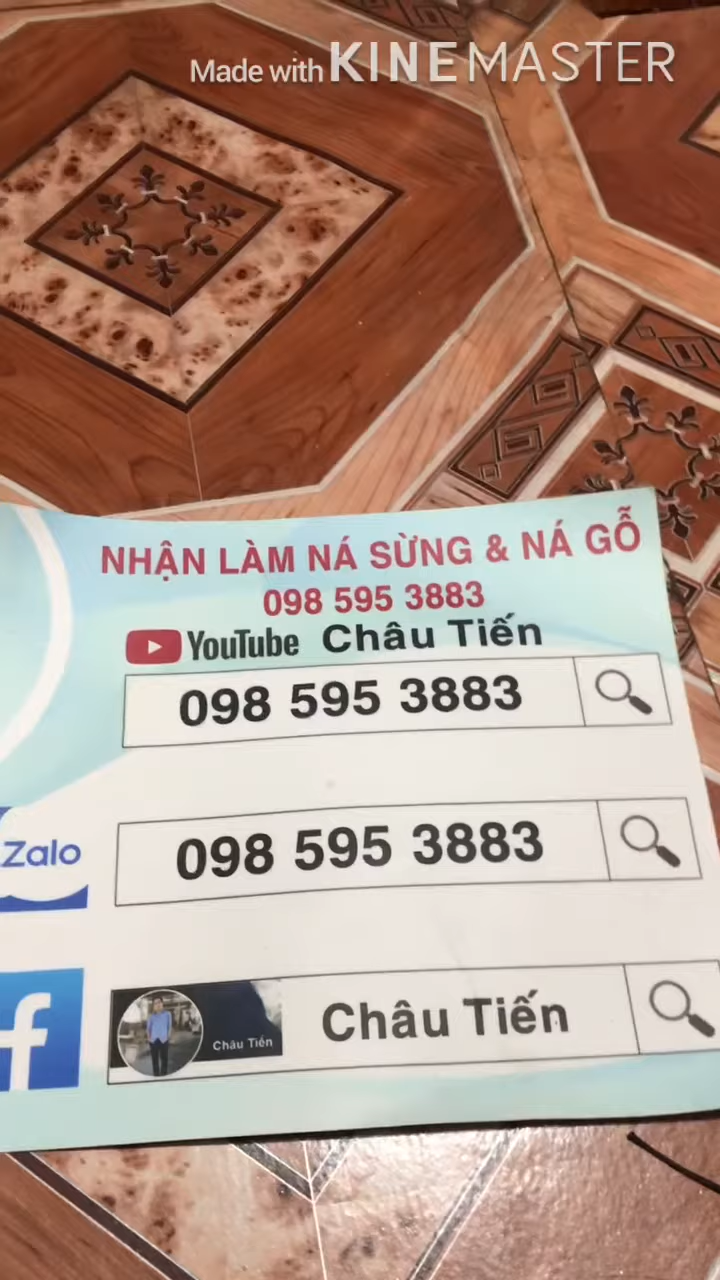 Made with KINEMASTER
NHẬN LÀM NÁ SỪNG & NÁ GỖ
098 595 3883
YouTube Châu Tiến
098 595 3883
Zalo
098 595 3883
f
Châu Tiến
Châu Tiến